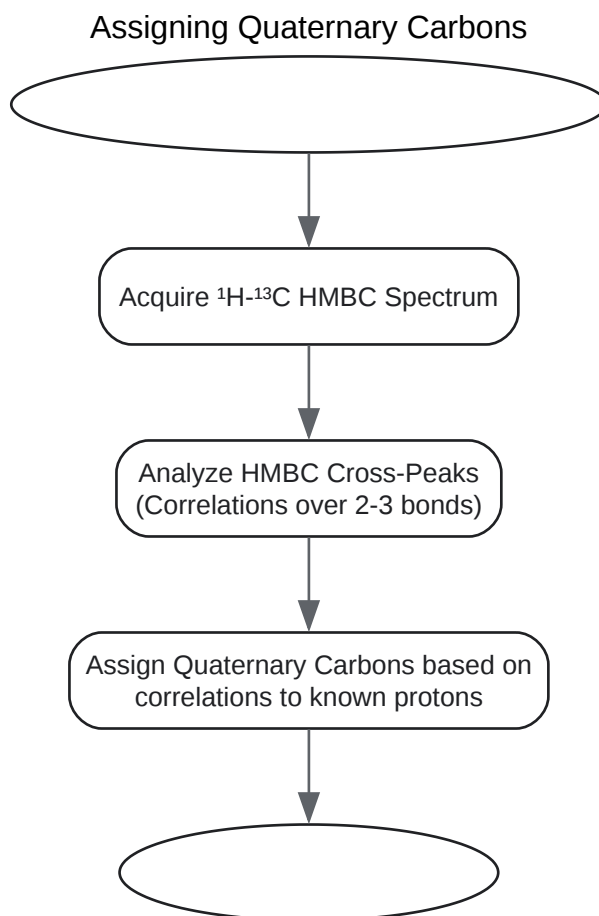 Assigning Quaternary Carbons
Acquire ¹H-¹³C HMBC Spectrum
Analyze HMBC Cross-Peaks
(Correlations over 2-3 bonds)
Assign Quaternary Carbons based on
correlations to known protons